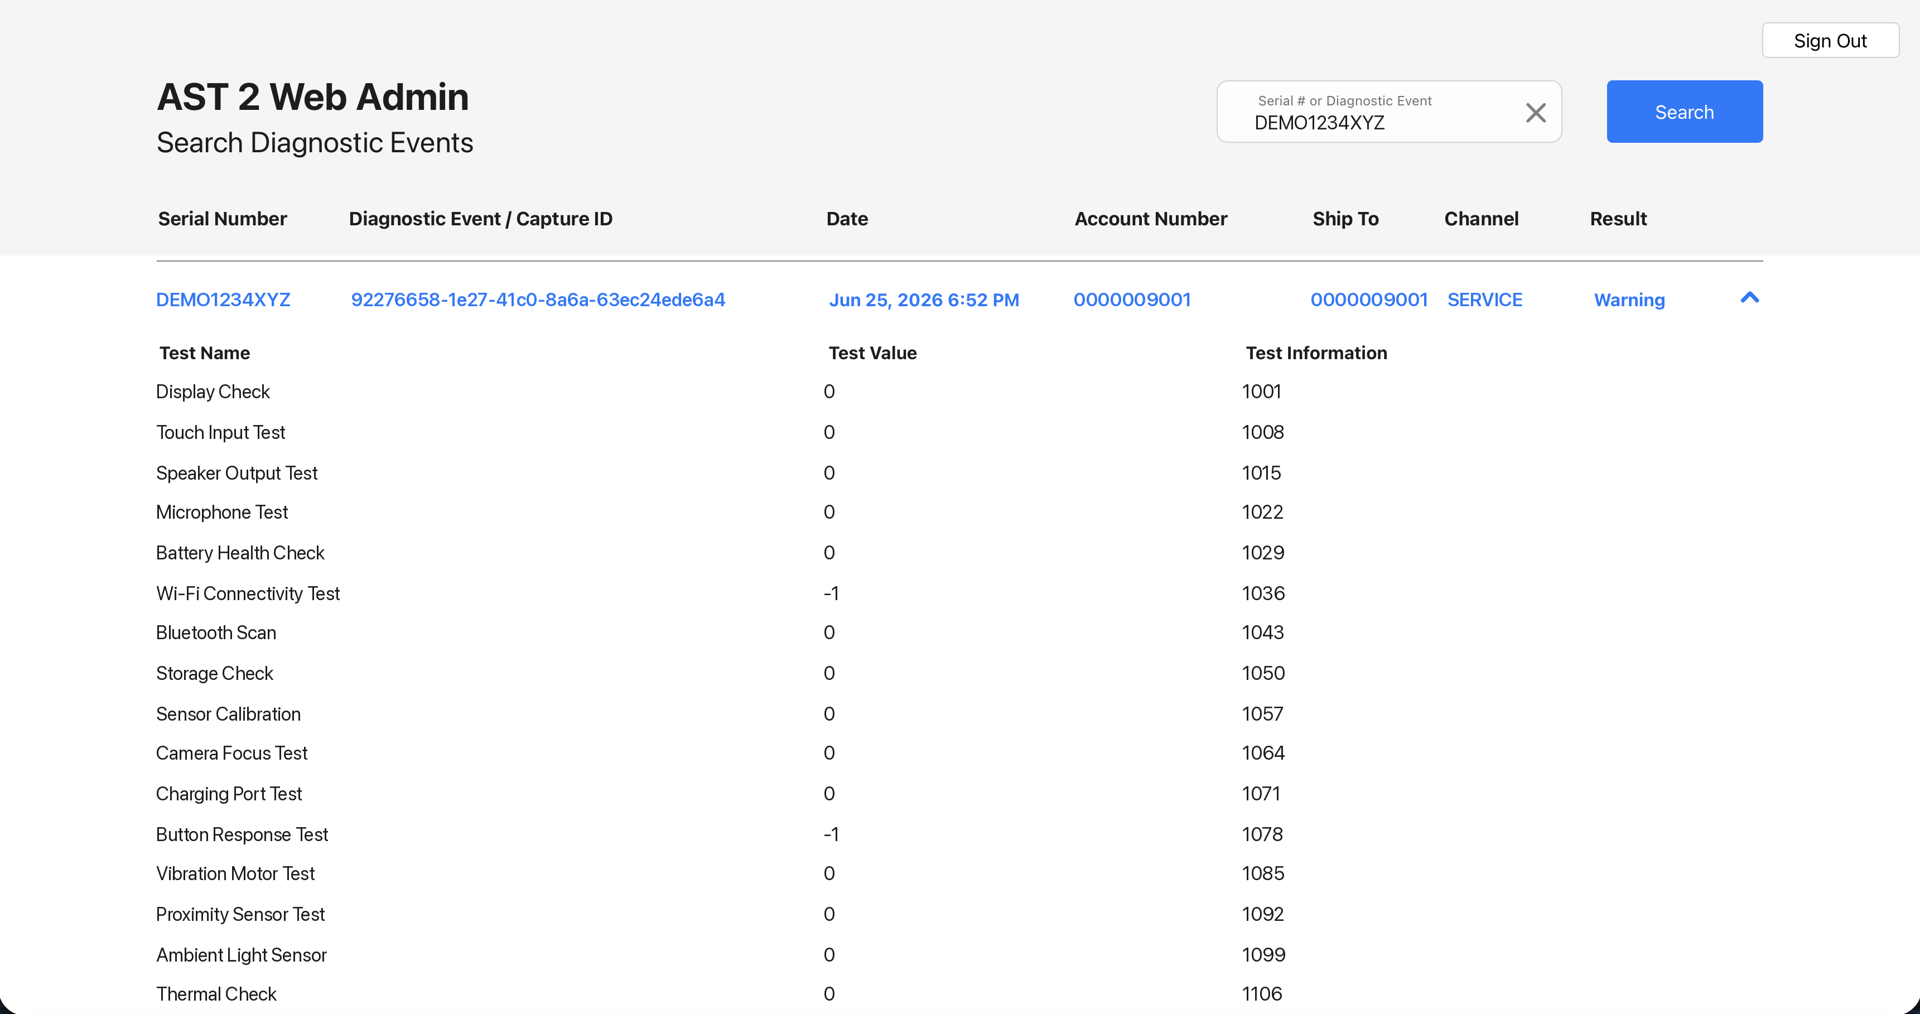 Sign Out
AST 2 Web Admin
Search Diagnostic Events
Serial # or Diagnostic Event
DEMO1234XYZ
Search
Serial Number Diagnostic Event / Capture ID Date Account Number Ship To Channel Result
DEMO1234XYZ 92276658-1e27-41c0-8a6a-63ec24ede6a4 Jun 25, 2026 6:52 PM 0000009001 0000009001 SERVICE Warning
Test Name Test Value Test Information
Display Check 0 1001
Touch Input Test 0 1008
Speaker Output Test 0 1015
Microphone Test 0 1022
Battery Health Check 0 1029
Wi-Fi Connectivity Test -1 1036
Bluetooth Scan 0 1043
Storage Check 0 1050
Sensor Calibration 0 1057
Camera Focus Test 0 1064
Charging Port Test 0 1071
Button Response Test -1 1078
Vibration Motor Test 0 1085
Proximity Sensor Test 0 1092
Ambient Light Sensor 0 1099
Thermal Check 0 1106